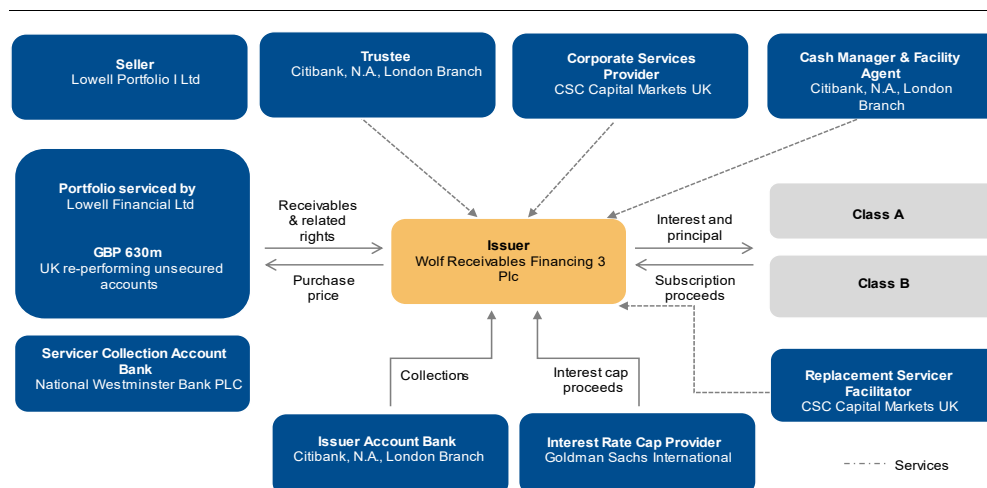 Seller
Lowell Portfolio I Ltd
Trustee
Citibank, N.A., London Branch
Corporate Services
Provider
CSC Capital Markets UK
Cash Manager & Facility
Agent
Citibank, N.A., London
Branch
Portfolio serviced by
Lowell Financial Ltd
GBP 630m
UK re-performing unsecured
accounts
Receivables
& related
rights
Purchase
price
Issuer
Wolf Receivables Financing 3
Plc
Interest and
principal
Subscription
proceeds
Class A
Class B
Servicer Collection Account
Bank
National Westminster Bank PLC
Collections
Interest cap
proceeds
Replacement Servicer
Facilitator
CSC Capital Markets UK
Issuer Account Bank
Citibank, N.A., London Branch
Interest Rate Cap Provider
Goldman Sachs International
Services